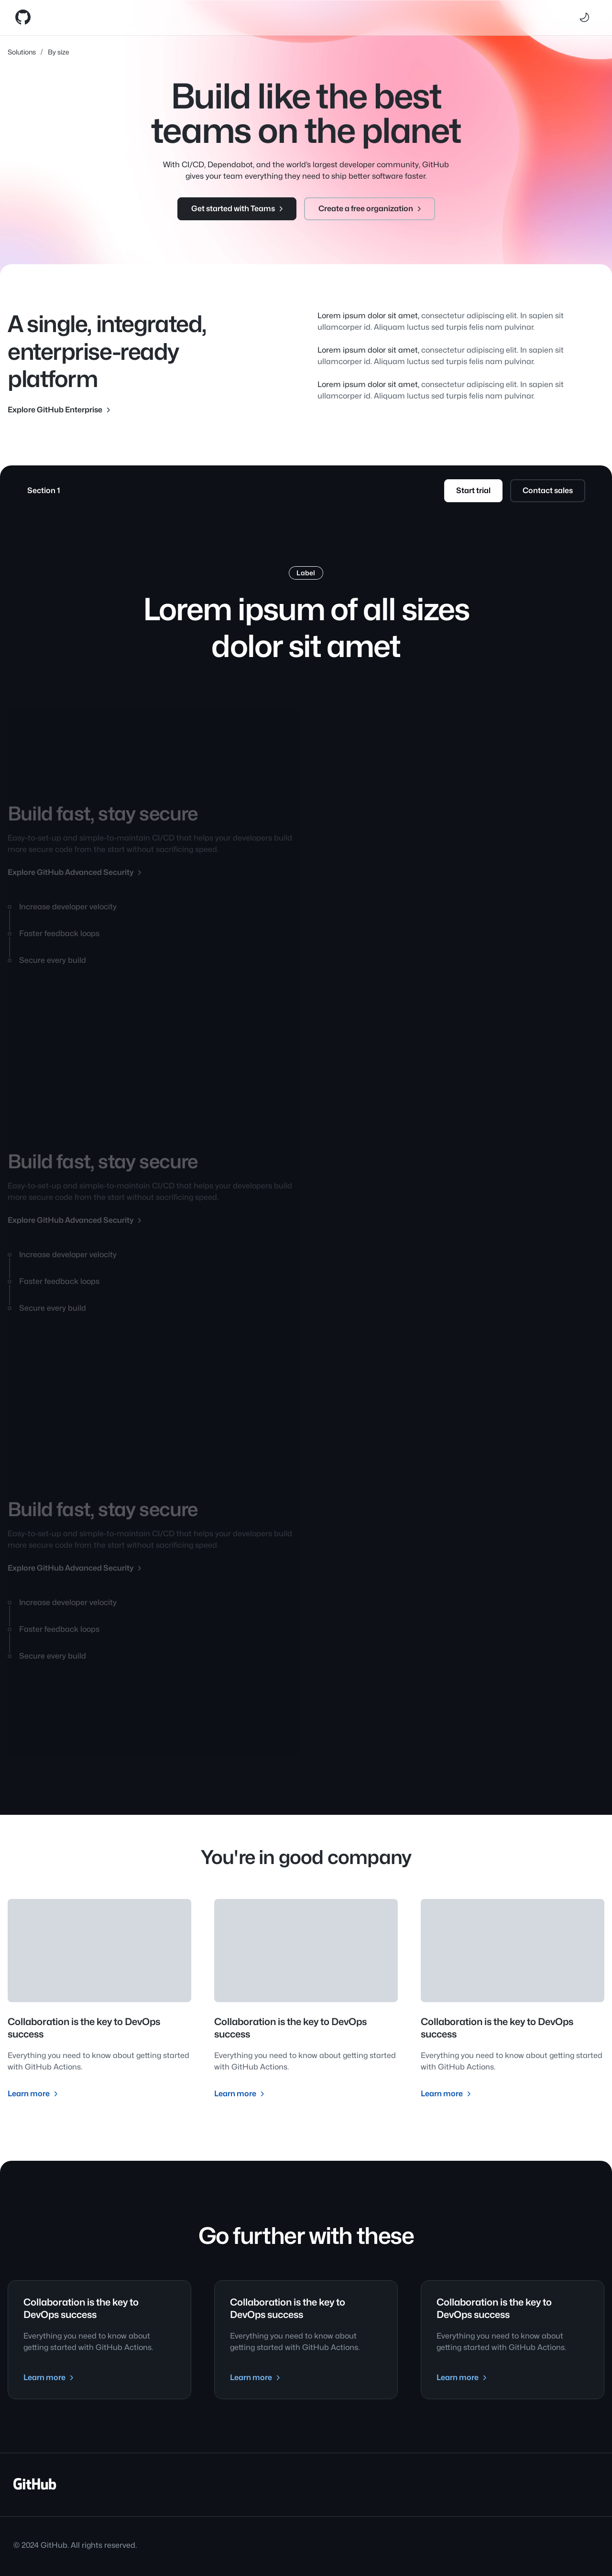 Solutions / By size
Build like the best
teams on the planet
With CI/CD, Dependabot, and the world's largest developer community, GitHub
gives your team everything they need to ship better software faster.
Get started with Teams
Create a free organization
A single, integrated,
enterprise-ready
platform
Explore GitHub Enterprise
Lorem ipsum dolor sit amet, consectetur adipiscing elit. In sapien sit
ullamcorper id. Aliquam luctus sed turpis felis nam pulvinar.
Lorem ipsum dolor sit amet, consectetur adipiscing elit. In sapien sit
ullamcorper id. Aliquam luctus sed turpis felis nam pulvinar.
Lorem ipsum dolor sit amet, consectetur adipiscing elit. In sapien sit
ullamcorper id. Aliquam luctus sed turpis felis nam pulvinar.
Section 1
Start trial
Contact sales
Label
Lorem ipsum of all sizes
dolor sit amet
Build fast, stay secure
Easy-to-set-up and simple-to-maintain CI/CD that helps your developers build
more secure code from the start without sacrificing speed.
Explore GitHub Advanced Security
Increase developer velocity
Faster feedback loops
Secure every build
Build fast, stay secure
Easy-to-set-up and simple-to-maintain CI/CD that helps your developers build
more secure code from the start without sacrificing speed.
Explore GitHub Advanced Security
Increase developer velocity
Faster feedback loops
Secure every build
Build fast, stay secure
Easy-to-set-up and simple-to-maintain CI/CD that helps your developers build
more secure code from the start without sacrificing speed.
Explore GitHub Advanced Security
Increase developer velocity
Faster feedback loops
Secure every build
You're in good company
Collaboration is the key to DevOps
success
Everything you need to know about getting started
with GitHub Actions.
Learn more
Collaboration is the key to DevOps
success
Everything you need to know about getting started
with GitHub Actions.
Learn more
Collaboration is the key to DevOps
success
Everything you need to know about getting started
with GitHub Actions.
Learn more
Go further with these
Collaboration is the key to
DevOps success
Everything you need to know about
getting started with GitHub Actions.
Learn more
Collaboration is the key to
DevOps success
Everything you need to know about
getting started with GitHub Actions.
Learn more
Collaboration is the key to
DevOps success
Everything you need to know about
getting started with GitHub Actions.
Learn more
GitHub
© 2024 GitHub. All rights reserved.